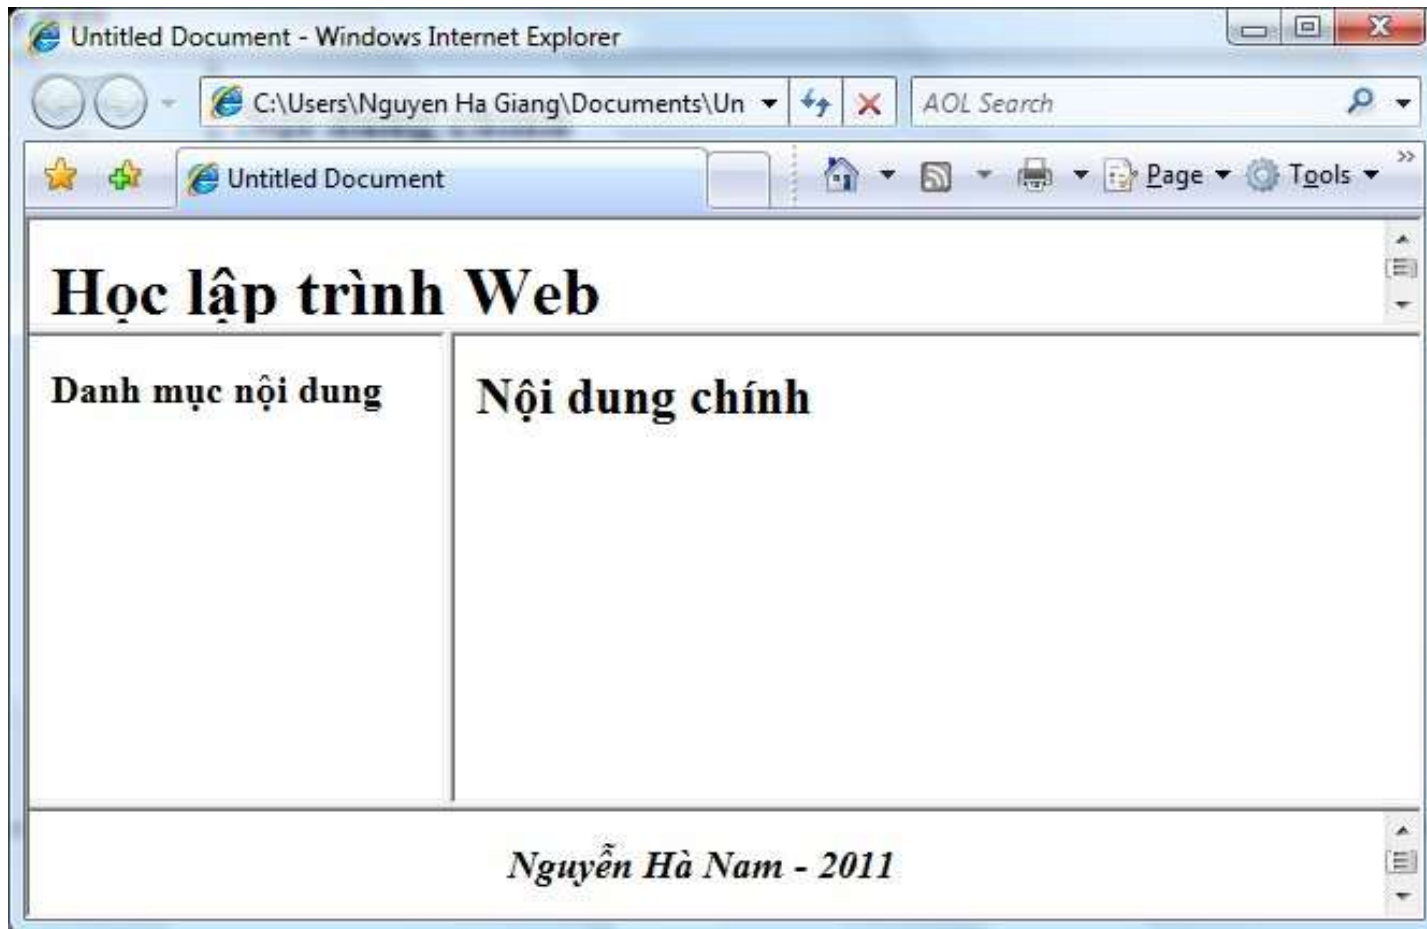 Untitled Document - Windows Internet Explorer
C:\Users\Nguyen Ha Giang\Documents\Un AOL Search
Untitled Document Page Tools »
Học lập trình Web
Danh mục nội dung
Nội dung chính
Nguyễn Hà Nam - 2011